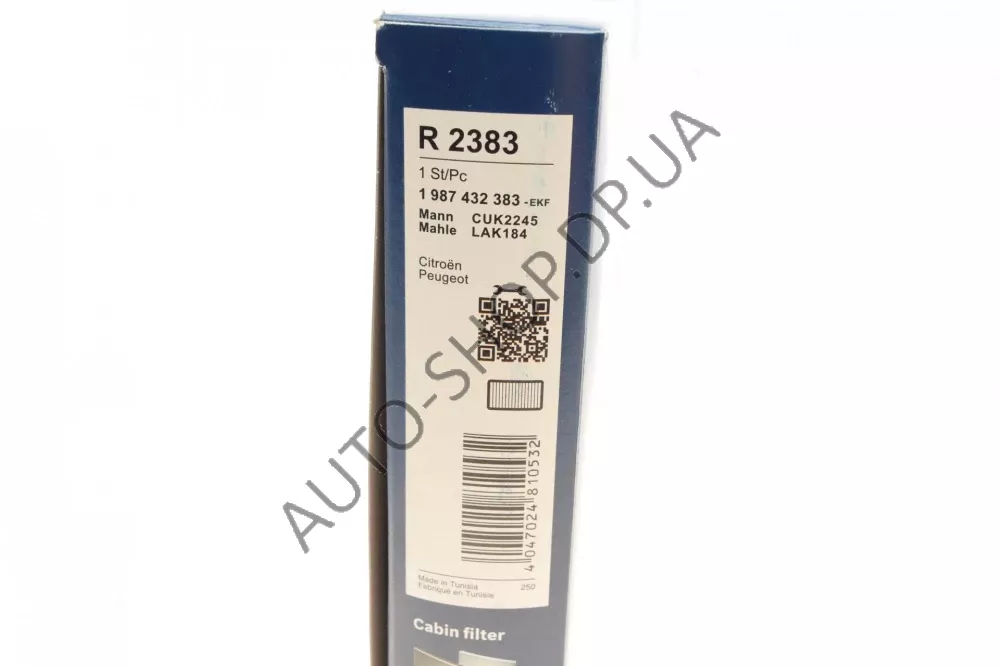 R 2383
1 St/Pc
1 987 432 383 -EKF
Mann CUK2245
Mahle LAK184
Citroën
Peugeot
4 047024 810532
Made in Tunisia 250
Fabriqué en Tunisie
Cabin filter
AUTO-SHOP.DP.UA